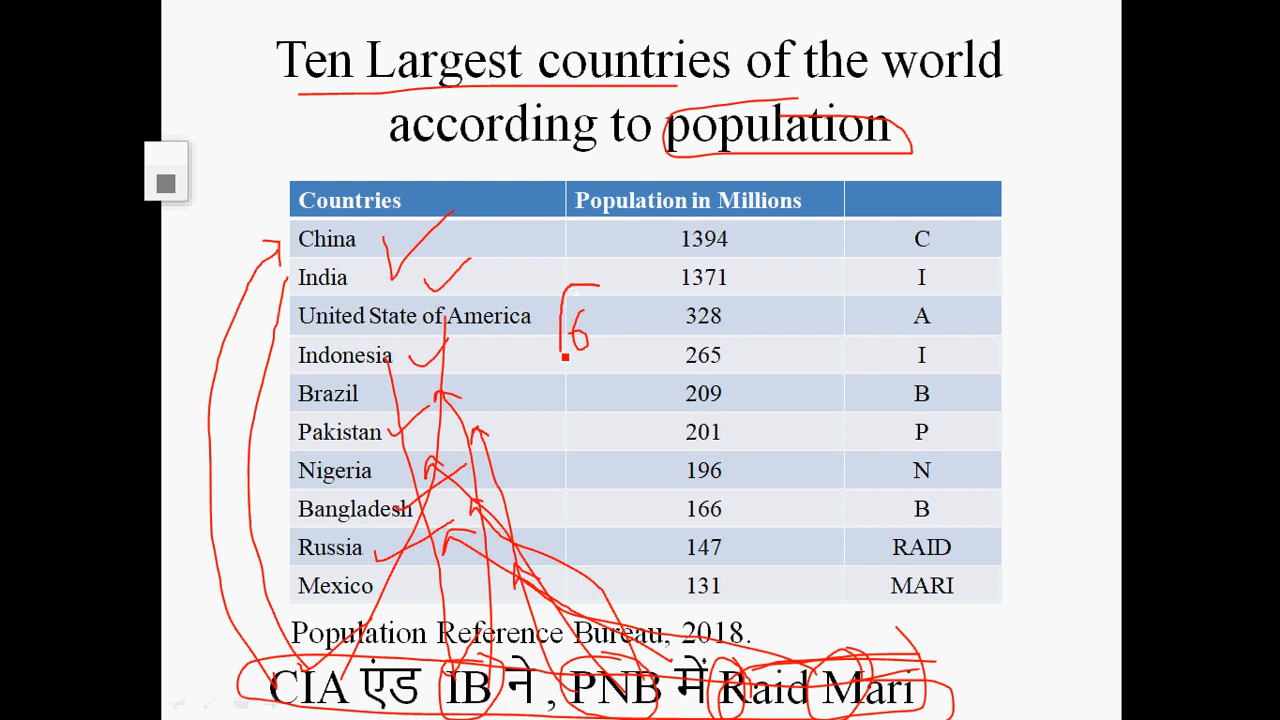 Ten Largest countries of the world
according to population
Countries Population in Millions
China 1394 C
India 1371 I
United State of America 328 A
6
Indonesia 265 I
Brazil 209 B
Pakistan 201 P
Nigeria 196 N
Bangladesh 166 B
Russia 147 RAID
Mexico 131 MARI
Population Reference Bureau, 2018.
CIA एंड IB ने , PNB में Raid Mari